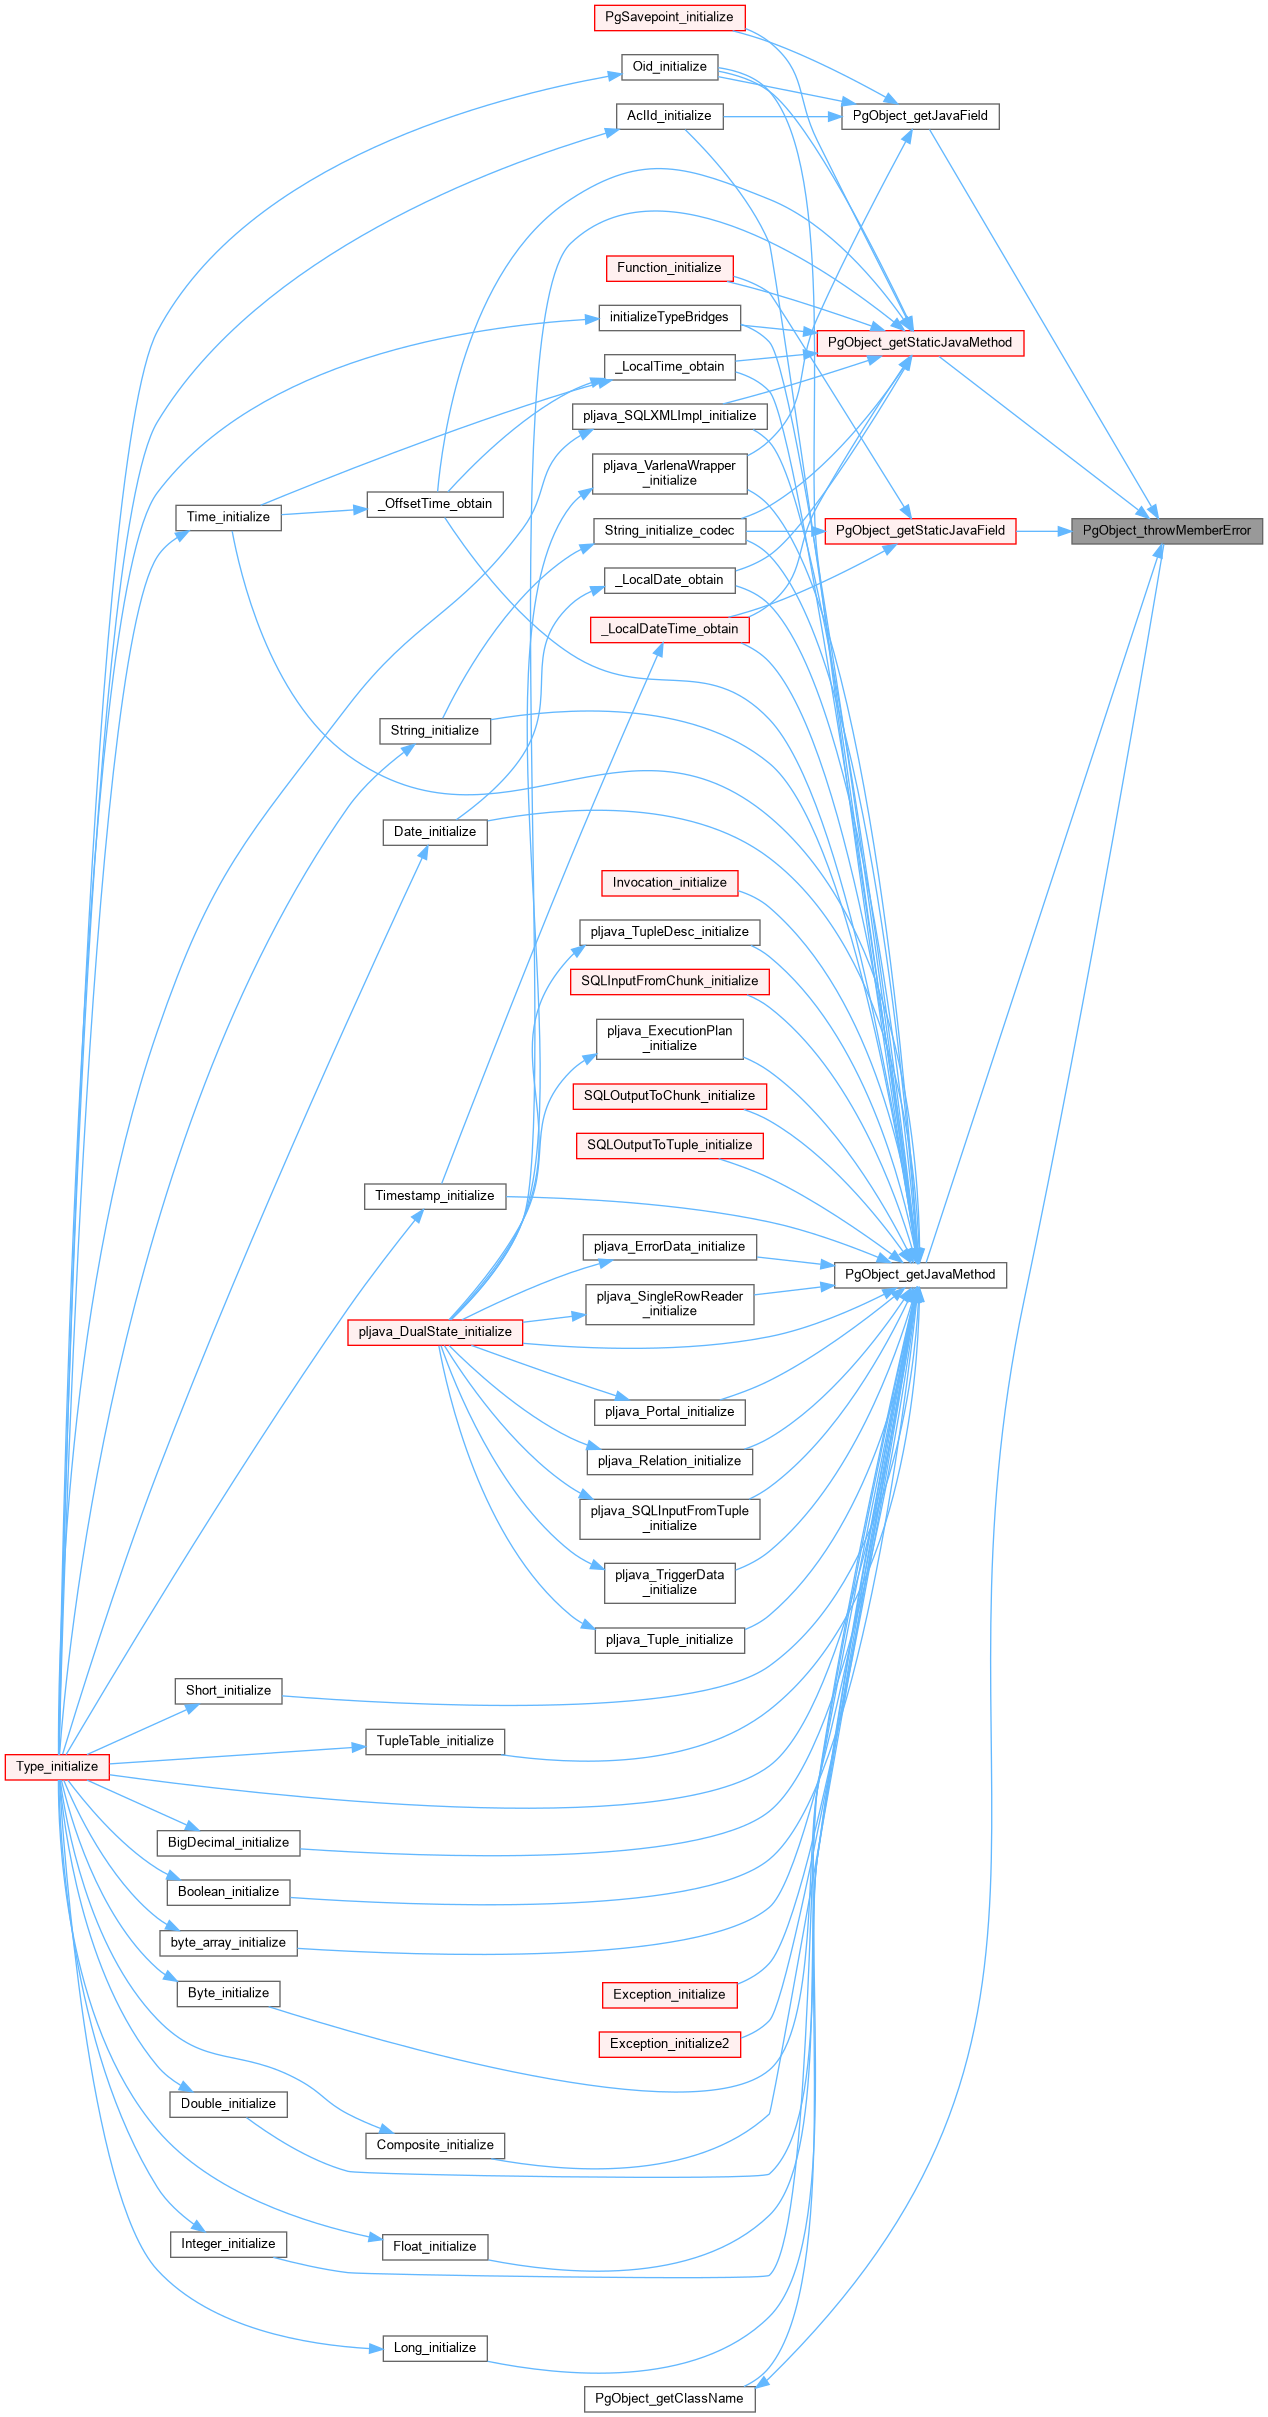 PgSavepoint_initialize
Oid_initialize
AclId_initialize
PgObject_getJavaField
Function_initialize
initializeTypeBridges
PgObject_getStaticJavaMethod
_LocalTime_obtain
pljava_SQLXMLImpl_initialize
pljava_VarlenaWrapper
_initialize
_OffsetTime_obtain
Time_initialize
String_initialize_codec
PgObject_getStaticJavaField
PgObject_throwMemberError
_LocalDate_obtain
_LocalDateTime_obtain
String_initialize
Date_initialize
Invocation_initialize
pljava_TupleDesc_initialize
SQLInputFromChunk_initialize
pljava_ExecutionPlan
_initialize
SQLOutputToChunk_initialize
SQLOutputToTuple_initialize
Timestamp_initialize
pljava_ErrorData_initialize
PgObject_getJavaMethod
pljava_SingleRowReader
_initialize
pljava_DualState_initialize
pljava_Portal_initialize
pljava_Relation_initialize
pljava_SQLInputFromTuple
_initialize
pljava_TriggerData
_initialize
pljava_Tuple_initialize
Short_initialize
TupleTable_initialize
Type_initialize
BigDecimal_initialize
Boolean_initialize
byte_array_initialize
Byte_initialize
Exception_initialize
Exception_initialize2
Double_initialize
Composite_initialize
Integer_initialize
Float_initialize
Long_initialize
PgObject_getClassName